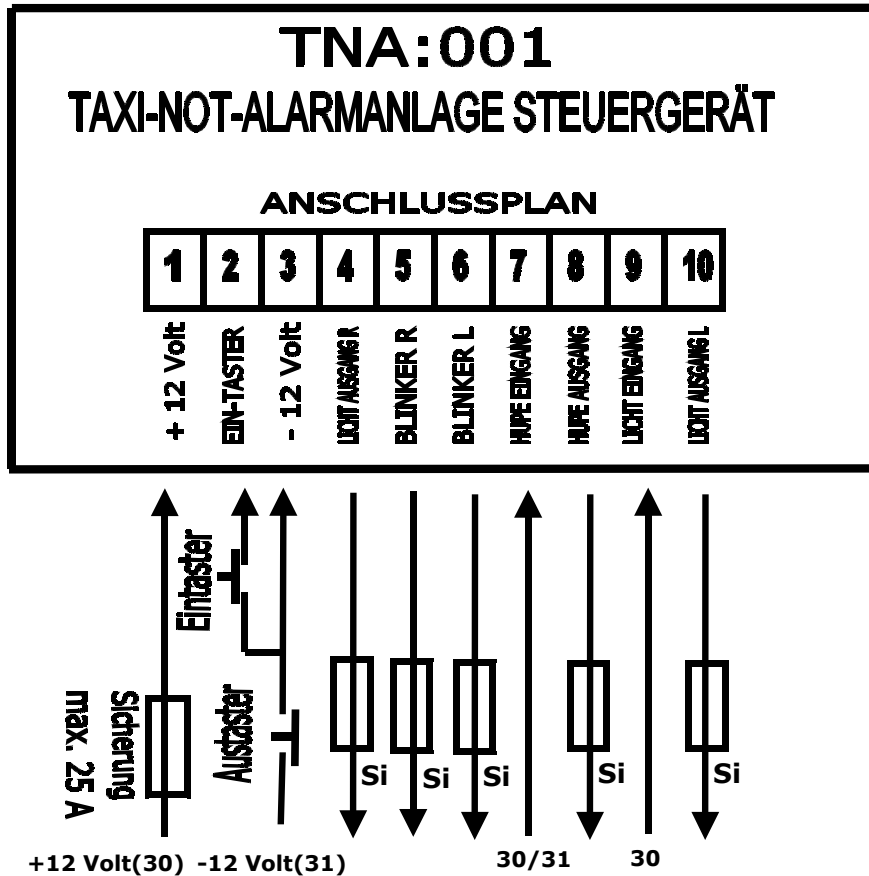 TNA:001
TAXI-NOT-ALARMANLAGE STEUERGERÄT
ANSCHLUSSPLAN
1 2 3 4 5 6 7 8 9 10
+ 12 Volt
EIN-TASTER
- 12 Volt
LICHT AUSGANG R
BLINKER R
BLINKER L
HUPE EINGANG
HUPE AUSGANG
LICHT EINGANG
LICHT AUSGANG L
Eintaster
Sicherung
max. 25 A
Austaster
Si
Si
Si
Si
Si
+12 Volt(30)
-12 Volt(31)
30/31
30